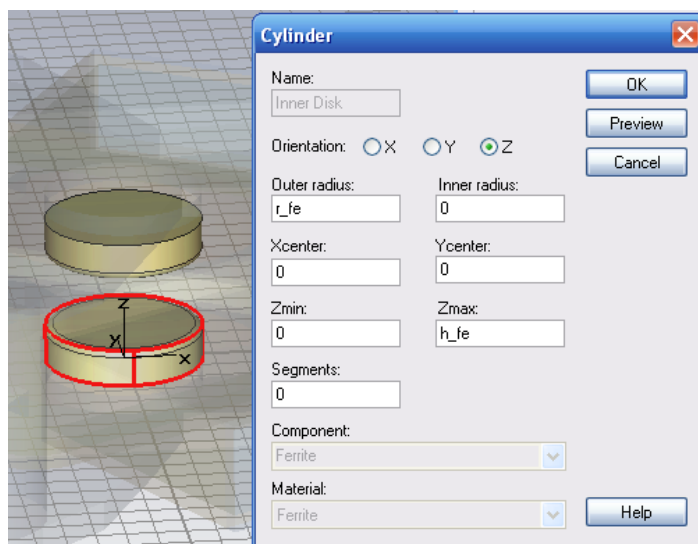 Cylinder
Name:
OK
Inner Disk
Preview
Orientation: X Y Z
Cancel
Outer radius: Inner radius:
r_fe 0
Xcenter: Ycenter:
0 0
Zmin: Zmax:
0 h_fe
Segments:
0
Component:
Ferrite
Material:
Ferrite Help
Z
Y
X